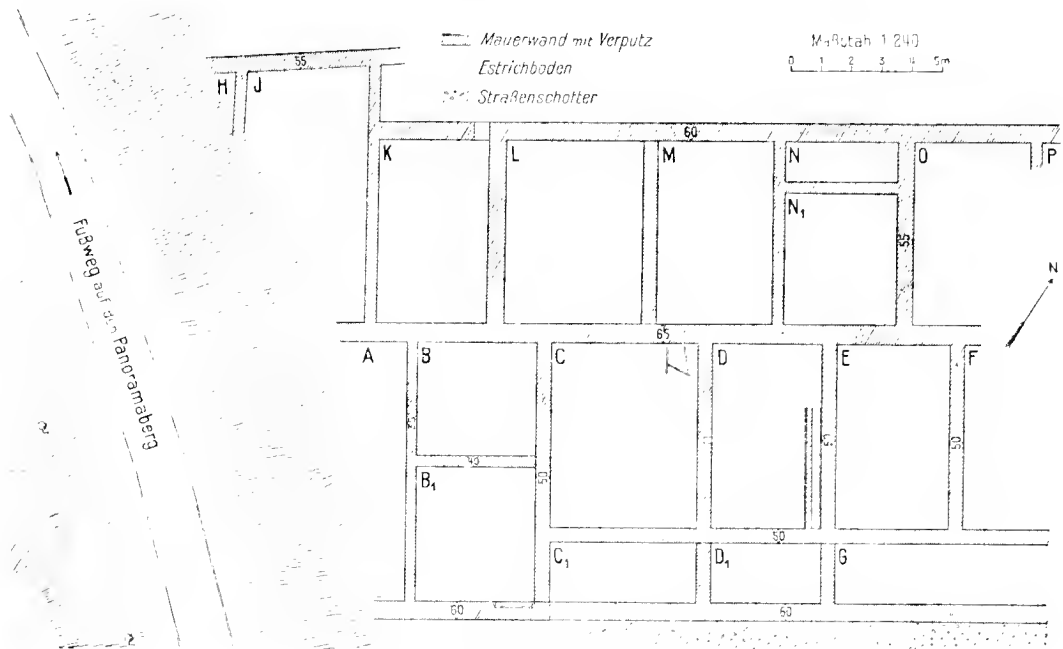 Mauerwand mit Verputz
Estrichboden
Straßenschotter
Maßstab 1:240
0 1 2 3 4 5m
H J
55
60
K L M N O P
N₁
55
N
Fußweg auf den Panoramaberg
65
A B C D E F
40
50
50
50
B₁
50
C₁ D₁ G
60
60